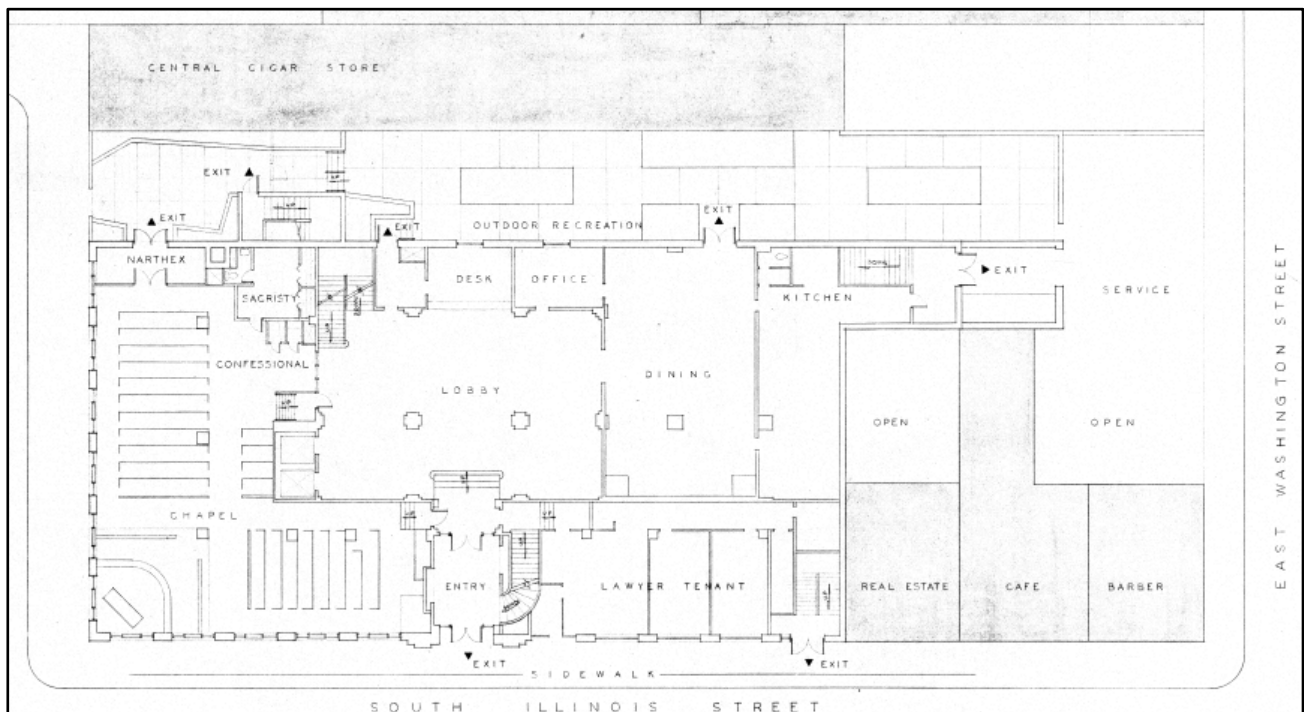 CENTRAL CIGAR STORE
EXIT
EXIT
EXIT
OUTDOOR RECREATION
EXIT
NARTHEX
DESK
OFFICE
KITCHEN
EXIT
SERVICE
SACRISTY
CONFESSIONAL
LOBBY
DINING
OPEN
OPEN
CHAPEL
ENTRY
LAWYER TENANT
REAL ESTATE
CAFE
BARBER
EXIT
EXIT
SIDEWALK
SOUTH ILLINOIS STREET
EAST WASHINGTON STREET